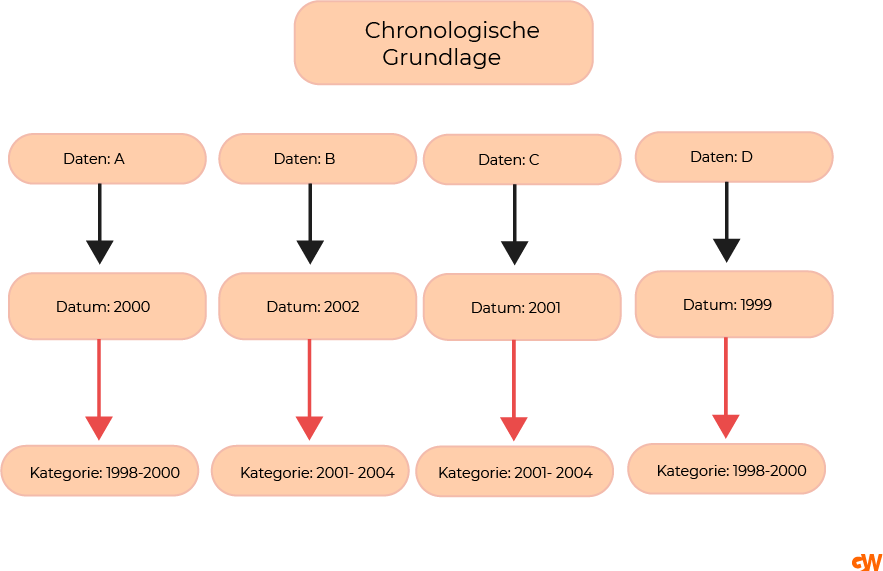 Chronologische
Grundlage
Daten: A
Daten: B
Daten: C
Daten: D
Datum: 2000
Datum: 2002
Datum: 2001
Datum: 1999
Kategorie: 1998-2000
Kategorie: 2001- 2004
Kategorie: 2001- 2004
Kategorie: 1998-2000
GW